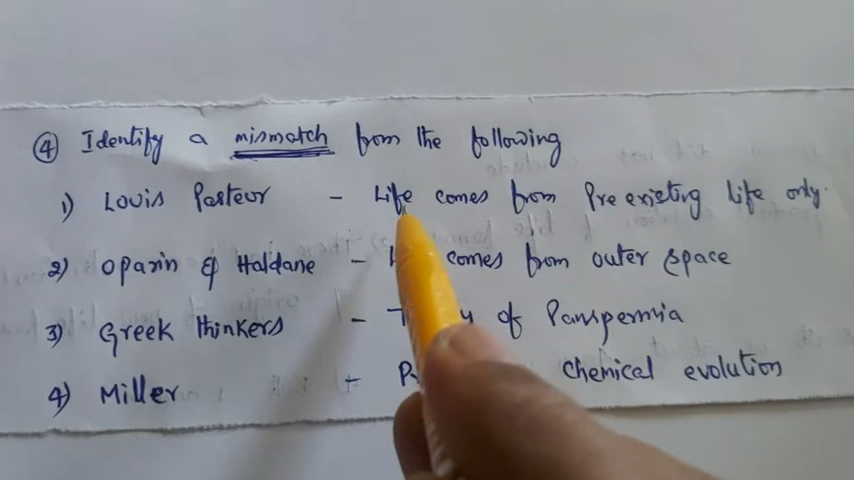 ④ Identify a mismatch from the following
1) Louis Pasteur - Life comes from Pre existing life only.
2) Oparin & Haldane - comes from outer space
3) Greek thinkers - of Panspermia
4) Miller - chemical evolution